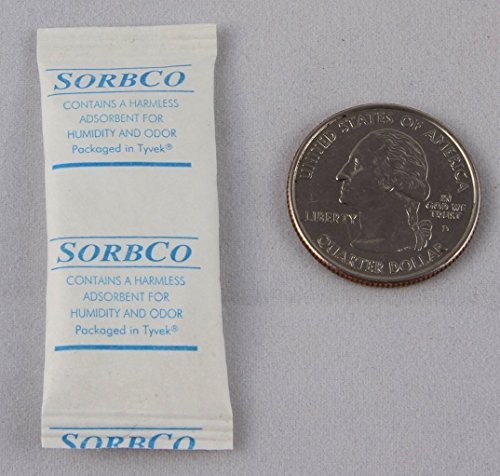 SORBCO
CONTAINS A HARMLESS
ADSORBENT FOR
HUMIDITY AND ODOR
Packaged in Tyvek®
SORBCO
CONTAINS A HARMLESS
ADSORBENT FOR
HUMIDITY AND ODOR
Packaged in Tyvek®
SORBCO
UNITED STATES OF AMERICA
LIBERTY
IN
GOD WE
TRUST
D
QUARTER DOLLAR